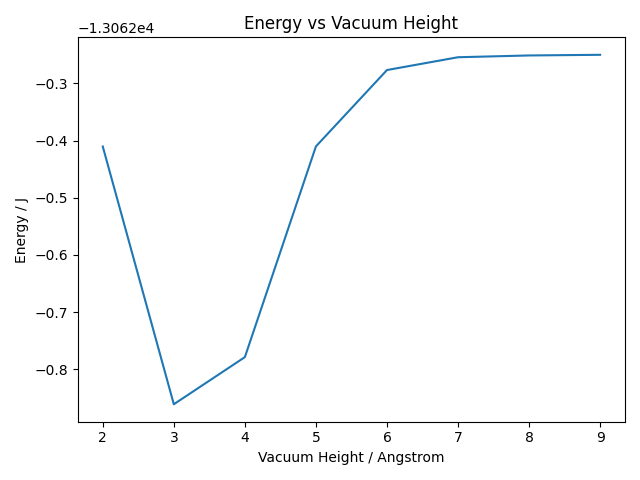 Energy vs Vacuum Height
−1.3062e4
−0.3
−0.4
−0.5
−0.6
−0.7
−0.8
Energy / J
2 3 4 5 6 7 8 9
Vacuum Height / Angstrom